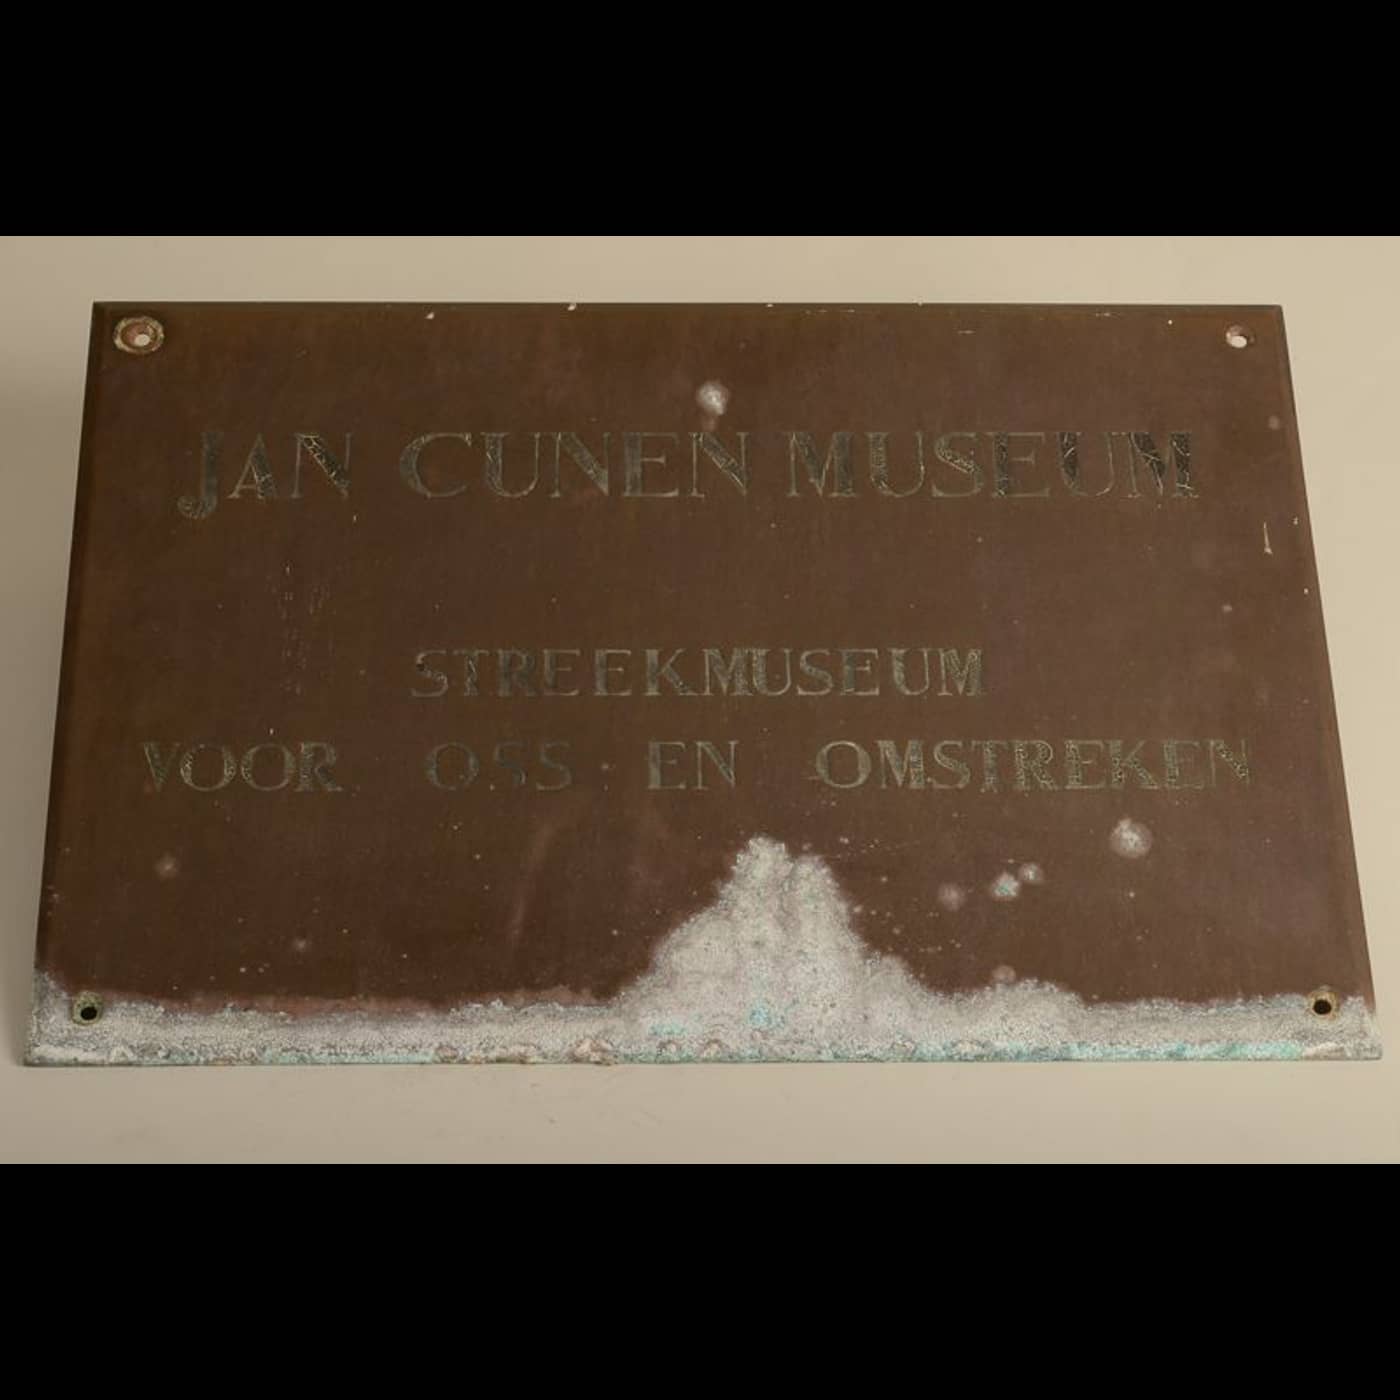 JAN CUNEN MUSEUM
STREEKMUSEUM
VOOR OSS EN OMSTREKEN